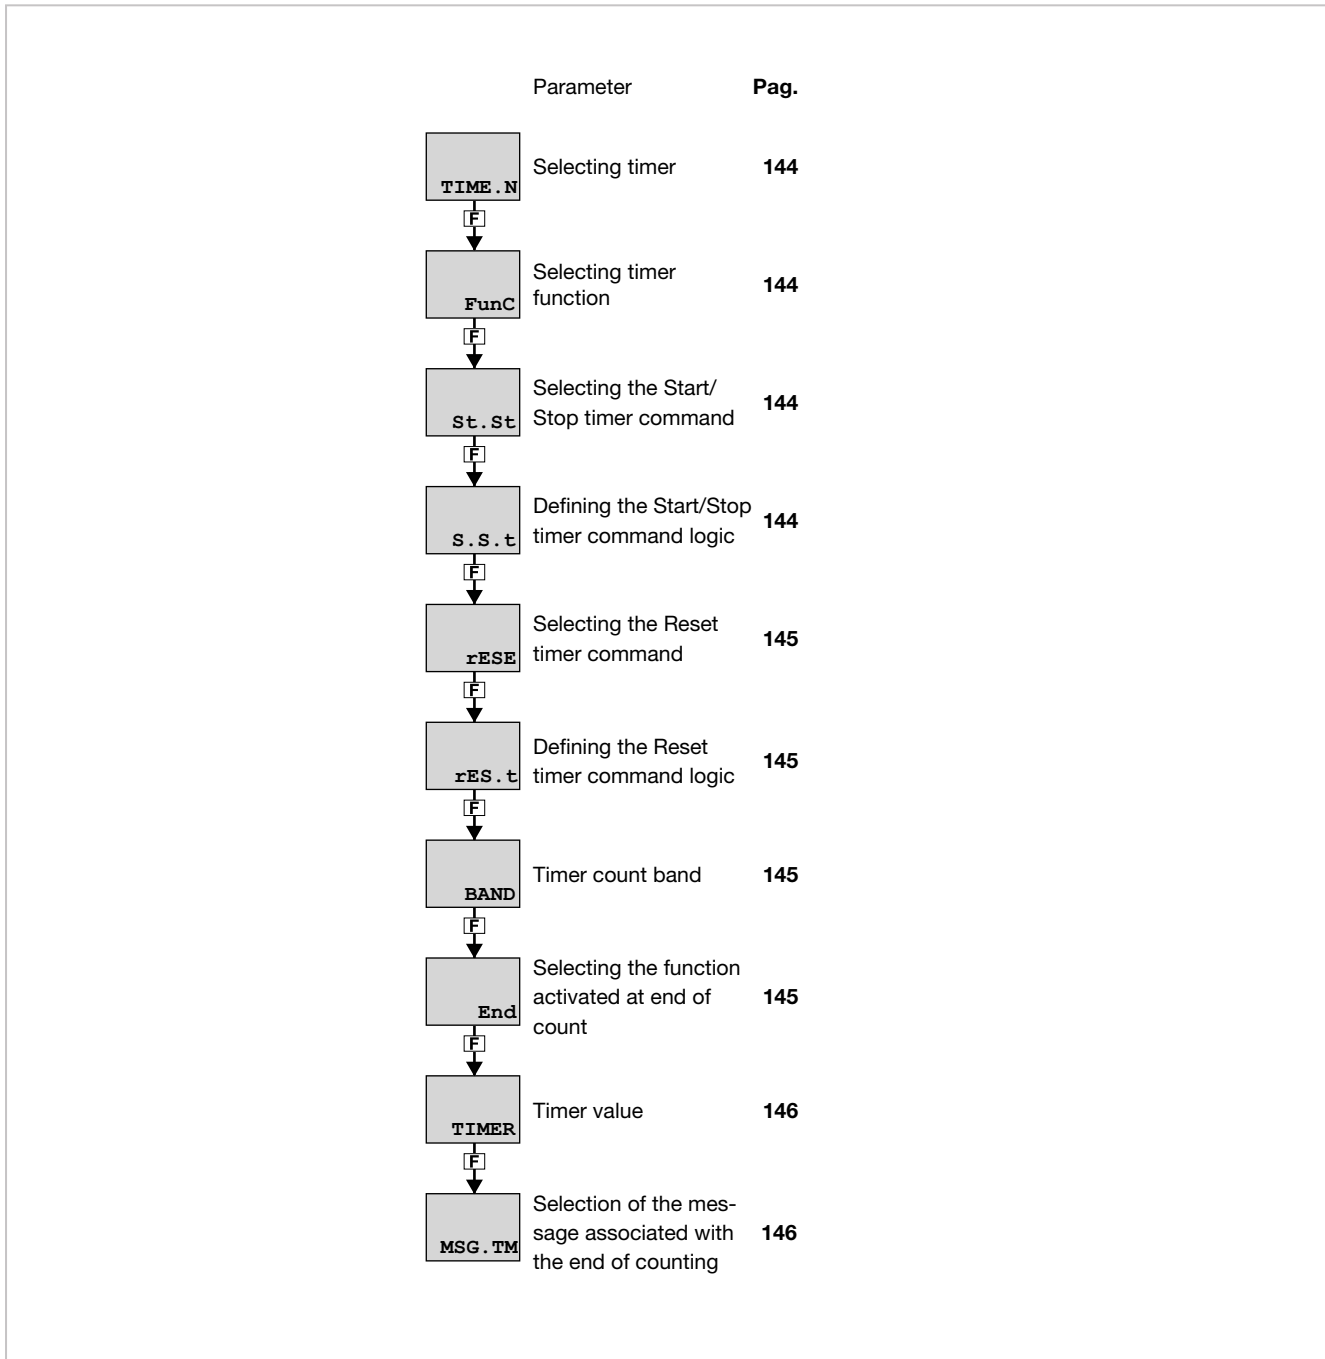 Parameter Pag.
TIME.N
Selecting timer 144
F
FunC
Selecting timer
function
144
F
St.St
Selecting the Start/
Stop timer command
144
F
S.S.t
Defining the Start/Stop
timer command logic
144
F
rESE
Selecting the Reset
timer command
145
F
rES.t
Defining the Reset
timer command logic
145
F
BAND
Timer count band 145
F
End
Selecting the function
activated at end of
count
145
F
TIMER
Timer value 146
F
MSG.TM
Selection of the mes-
sage associated with
the end of counting
146